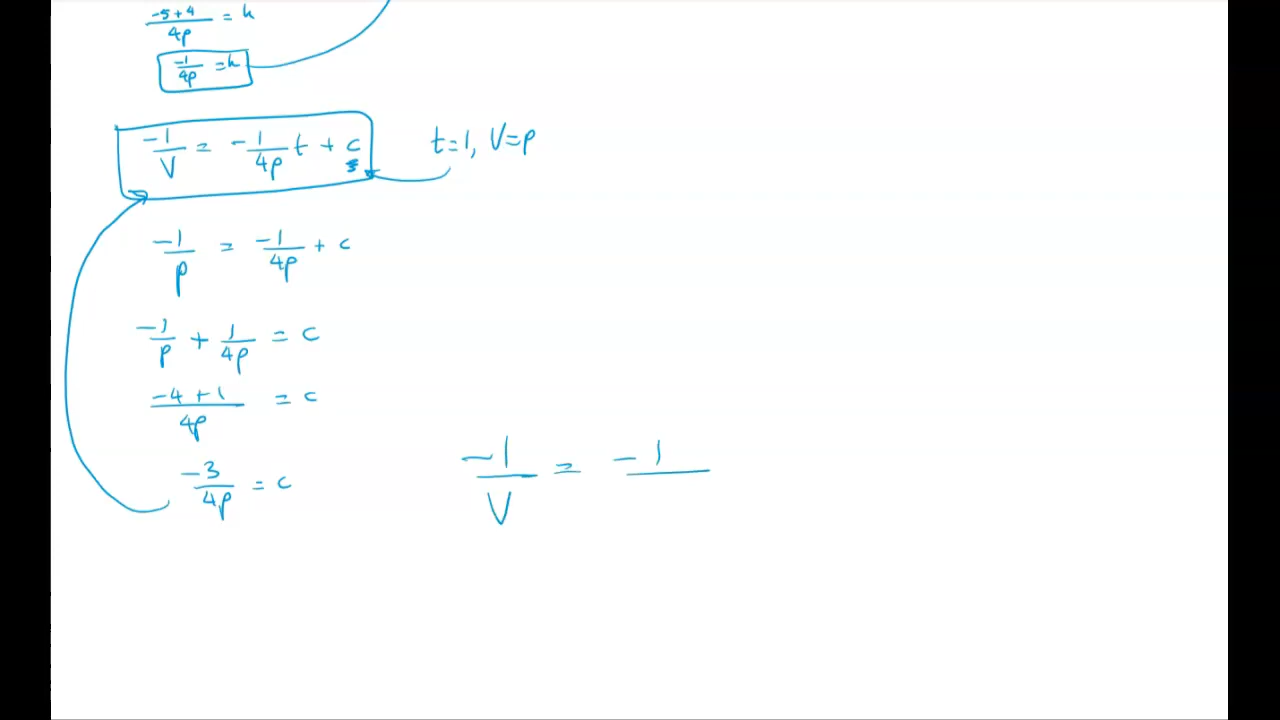 -5+4/4p = k
-1/4p = k
-1/V = -1/4p t + c
t=1, V=p
-1/p = -1/4p + c
-1/p + 1/4p = c
-4+1/4p = c
-3/4p = c
-1/V = -1/